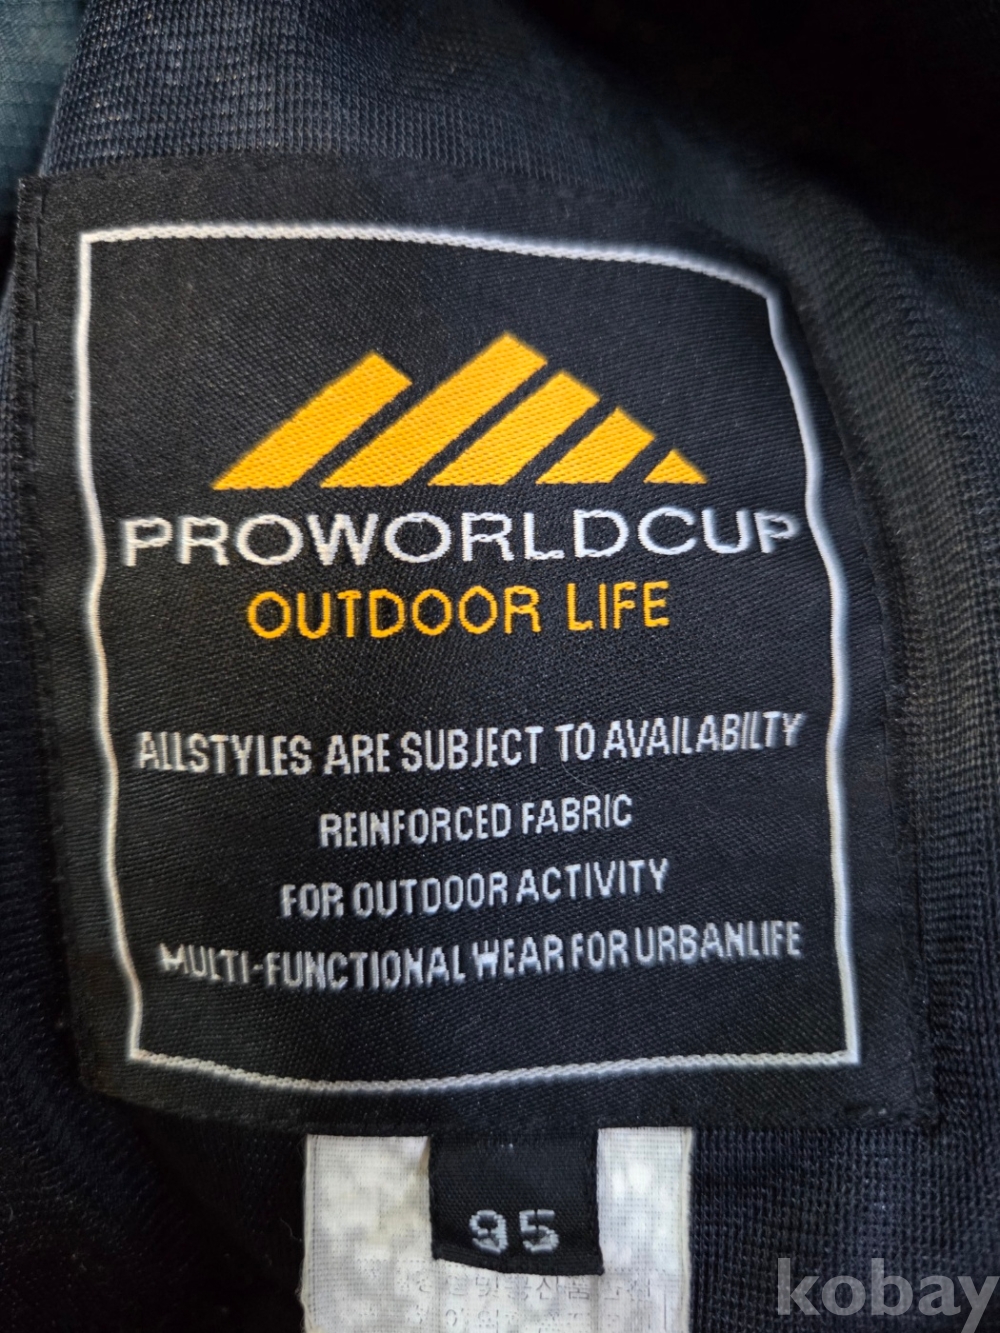 PROWORLDCUP
OUTDOOR LIFE
ALLSTYLES ARE SUBJECT TO AVAILABILTY
REINFORCED FABRIC
FOR OUTDOOR ACTIVITY
MULTI-FUNCTIONAL WEAR FOR URBANLIFE
95
kobay